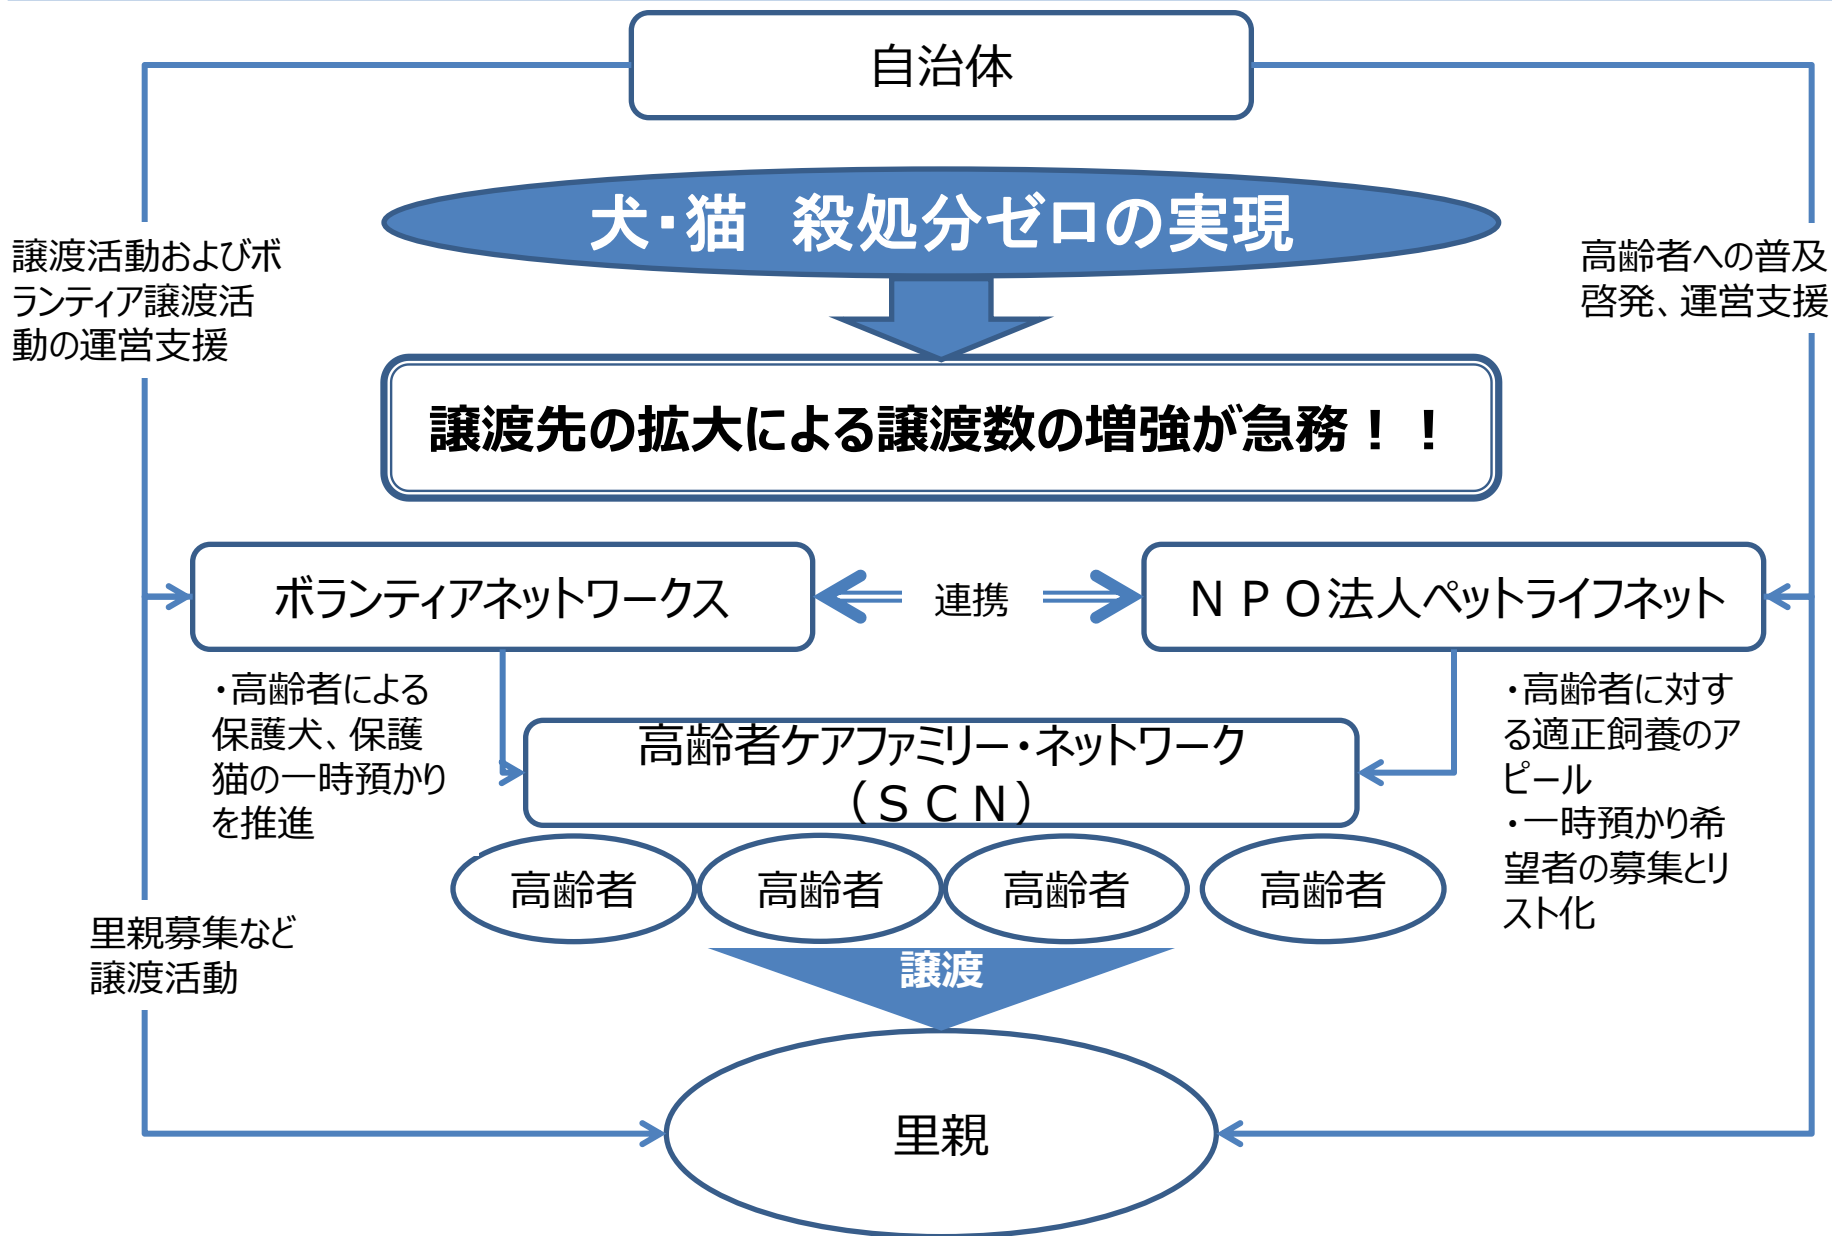 自治体
犬・猫　殺処分ゼロの実現
譲渡活動およびボ
ランティア譲渡活
動の運営支援
高齢者への普及
啓発、運営支援
譲渡先の拡大による譲渡数の増強が急務！！
ボランティアネットワークス
連携
ＮＰＯ法人ペットライフネット
・高齢者による
保護犬、保護
猫の一時預かり
を推進
・高齢者に対す
る適正飼養のア
ピール
・一時預かり希
望者の募集とリ
スト化
高齢者ケアファミリー・ネットワーク
（ＳＣＮ）
高齢者
高齢者
高齢者
高齢者
里親募集など
譲渡活動
譲渡
里親